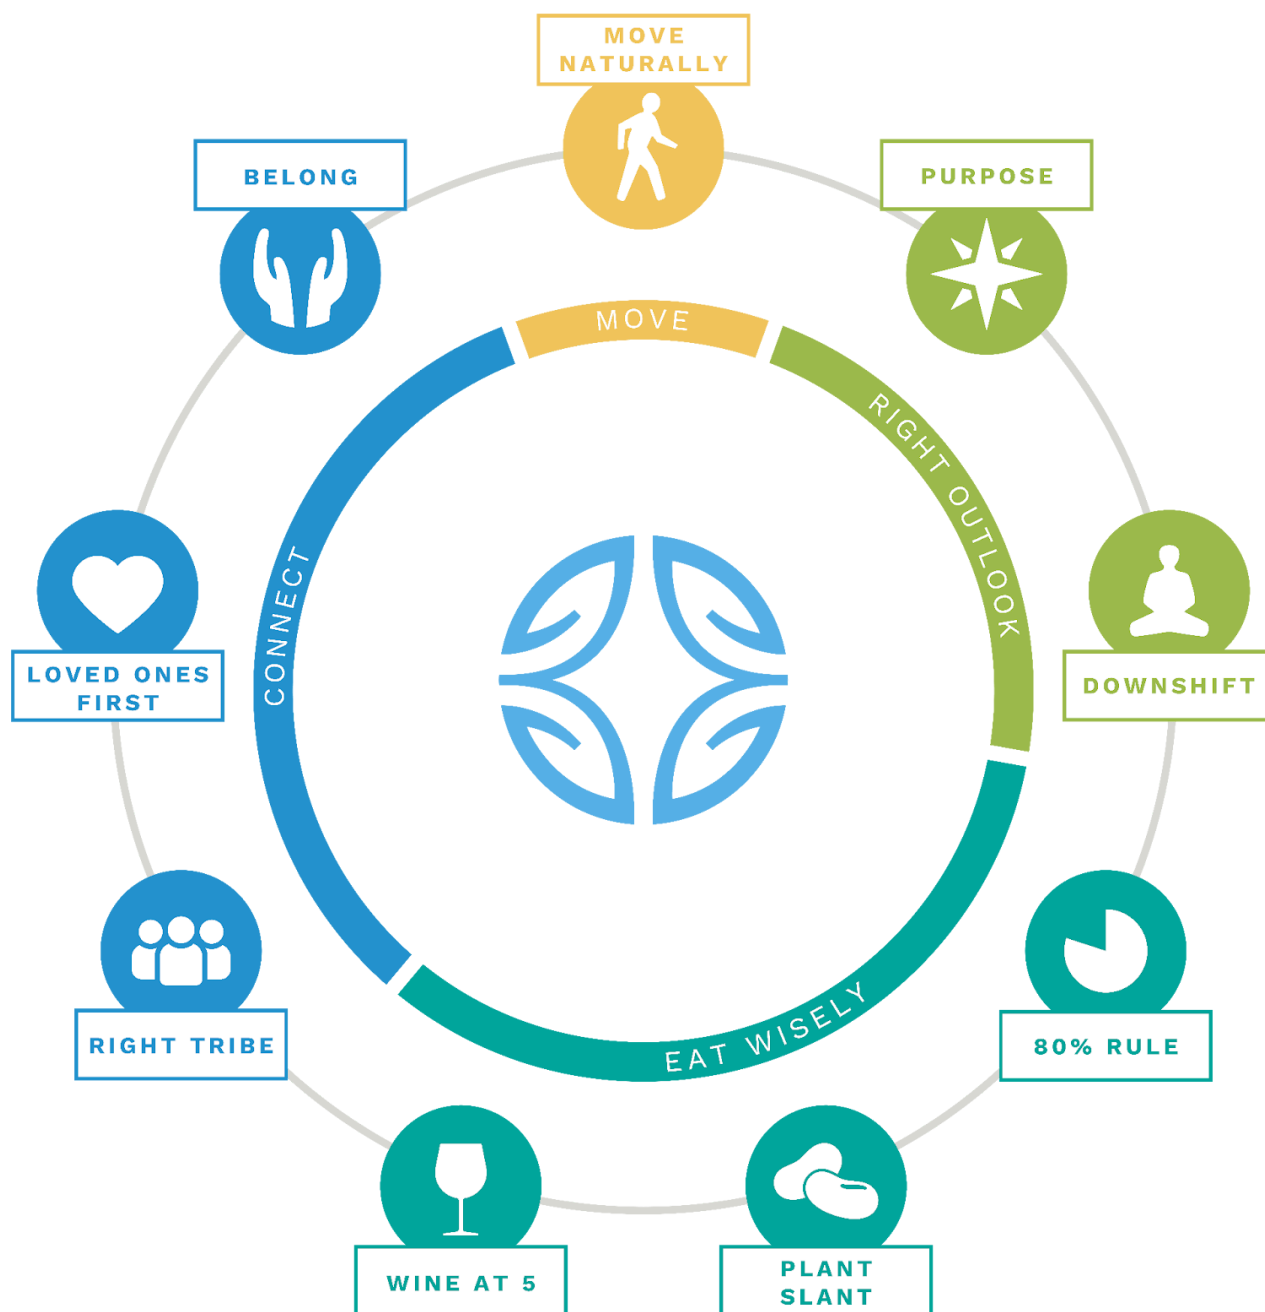 MOVE
NATURALLY
BELONG
PURPOSE
MOVE
RIGHT OUTLOOK
CONNECT
LOVED ONES
FIRST
DOWNSHIFT
EAT WISELY
RIGHT TRIBE
80% RULE
WINE AT 5
PLANT
SLANT